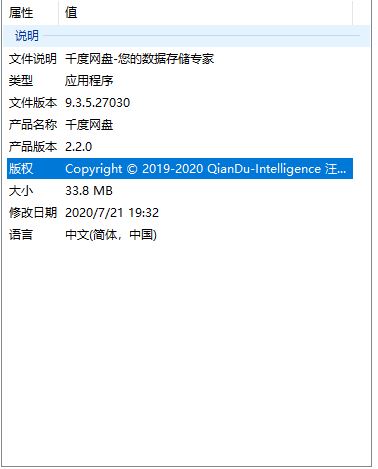 属性 值
说明
文件说明 千度网盘-您的数据存储专家
类型 应用程序
文件版本 9.3.5.27030
产品名称 千度网盘
产品版本 2.2.0
版权 Copyright © 2019-2020 QianDu-Intelligence 汪...
大小 33.8 MB
修改日期 2020/7/21 19:32
语言 中文(简体，中国)